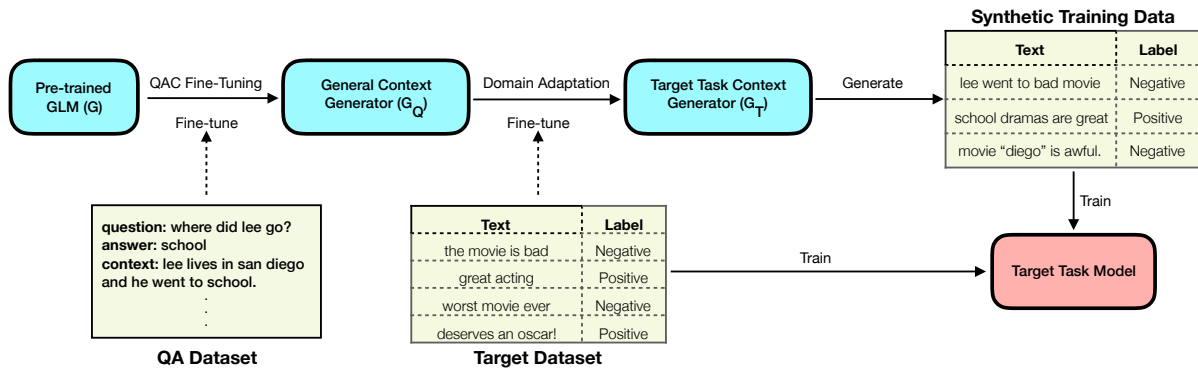 Synthetic Training Data
Text Label
lee went to bad movie Negative
school dramas are great Positive
movie “diego” is awful. Negative
Pre-trained
GLM (G)
QAC Fine-Tuning
Fine-tune
General Context
Generator (G_Q)
Domain Adaptation
Fine-tune
Target Task Context
Generator (G_T)
Generate
question: where did lee go?
answer: school
context: lee lives in san diego
and he went to school.
.
.
.
QA Dataset
Text Label
the movie is bad Negative
great acting Positive
worst movie ever Negative
deserves an oscar! Positive
Target Dataset
Train
Train
Target Task Model